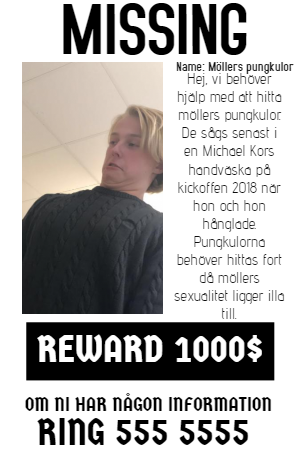 MISSING
Name: Möllers pungkulor
Hej, vi behöver
hjälp med att hitta
möllers pungkulor.
De sågs senast i
en Michael Kors
handväska på
kickoffen 2018 när
hon och hon
hånglade.
Pungkulorna
behöver hittas fort
då möllers
sexualitet ligger illa
till.
REWARD 1000$
OM NI HAR NÅGON INFORMATION
RING 555 5555